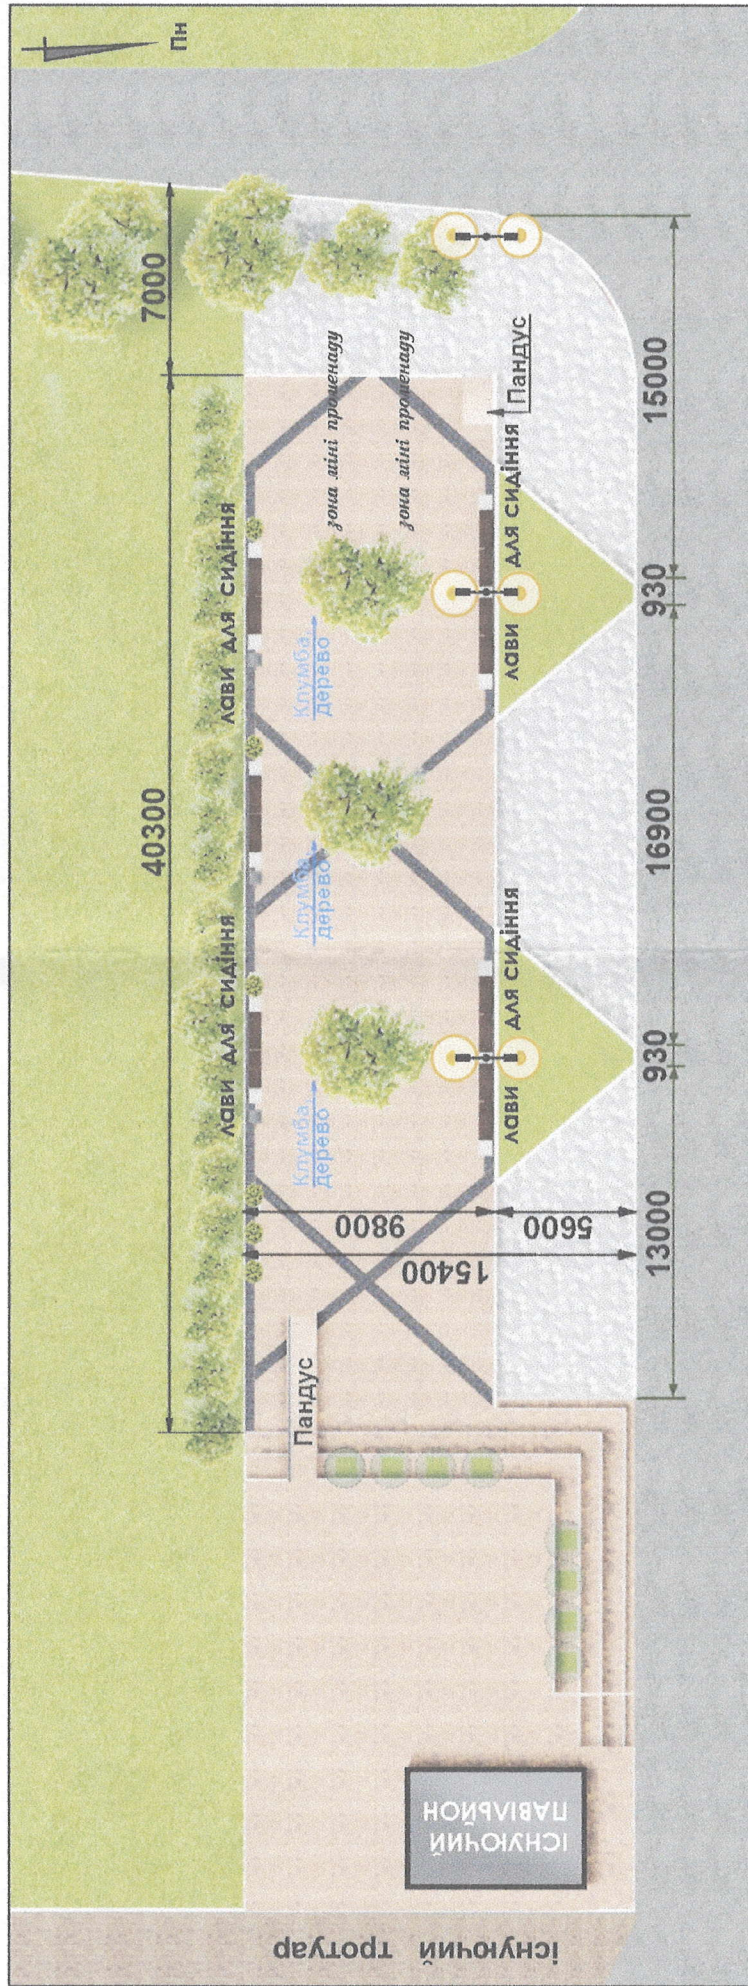 Пн
7000
40300
лави для сидіння
лави для сидіння
зона міні променаду
зона міні променаду
Клумба
дерево
Клумба
дерево
Клумба
дерево
Пандус
Пандус
9800
15400
5600
лави для сидіння
лави для сидіння
13000
930
16900
930
15000
ІСНУЮЧИЙ
ПАВІЛЬЙОН
існуючий тротуар